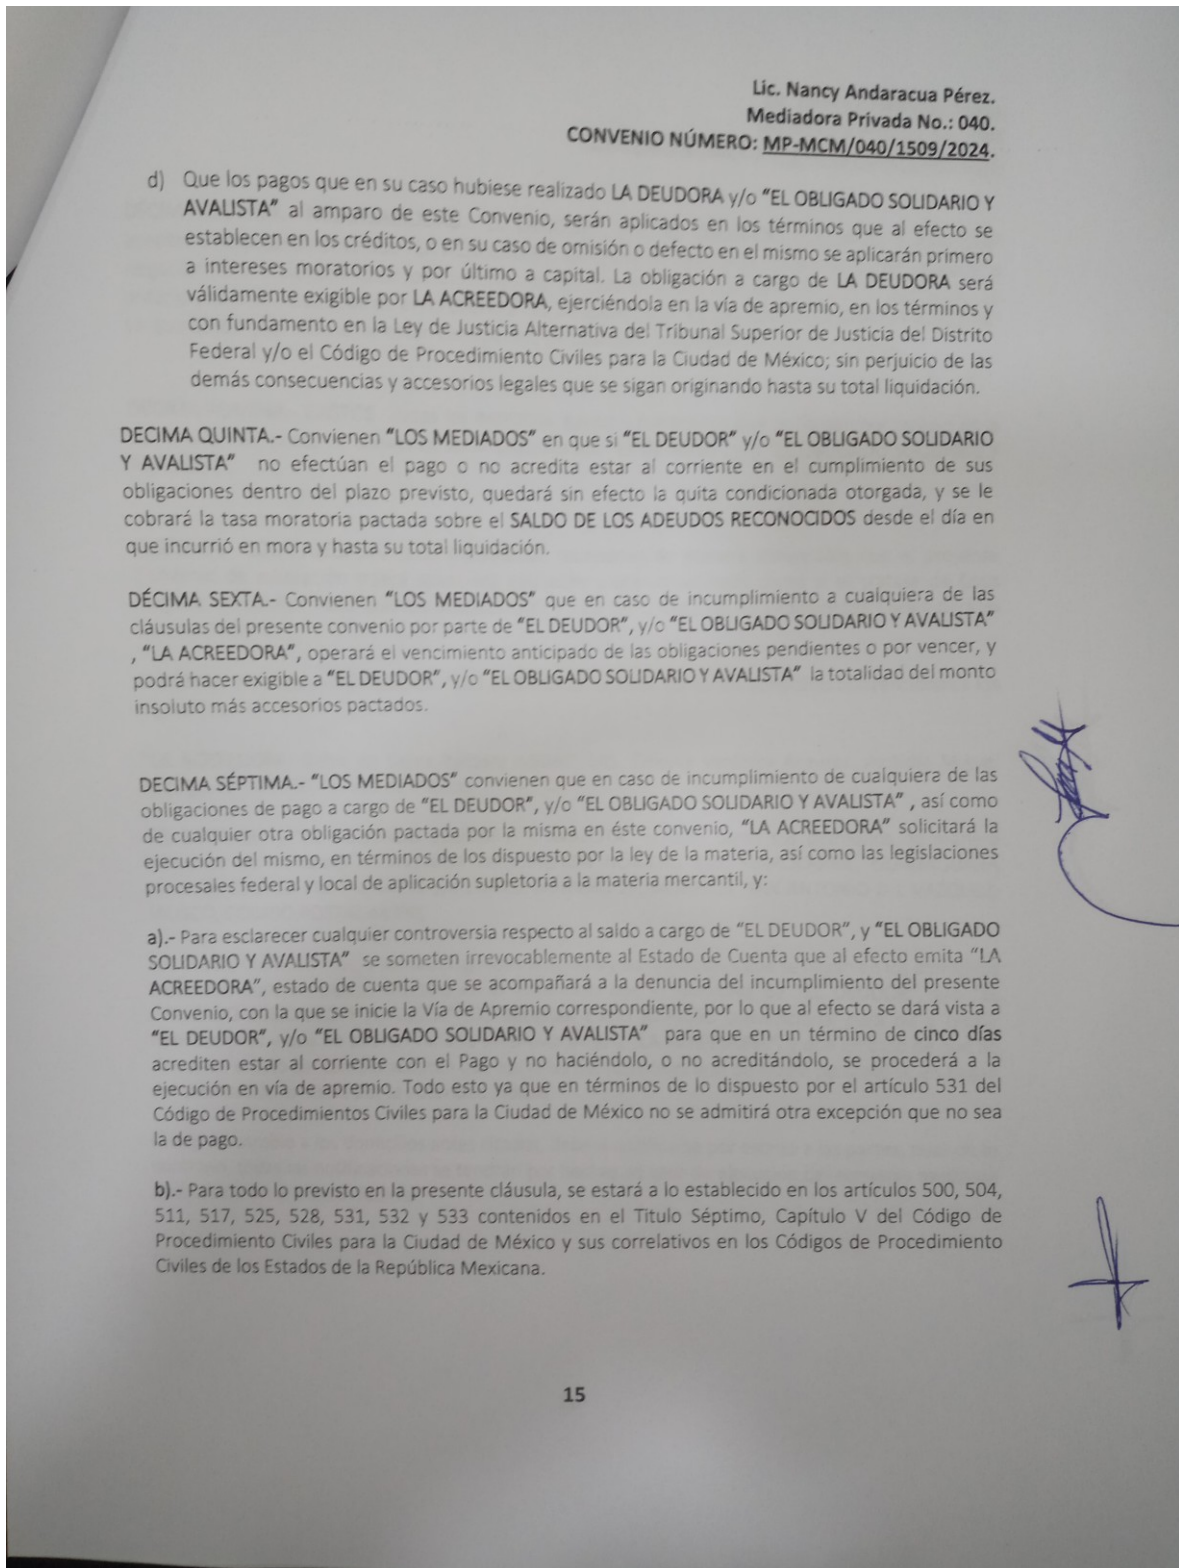 Lic. Nancy Andaracua Pérez.
Mediadora Privada No.: 040.
CONVENIO NÚMERO: MP-MCM/040/1509/2024.
d) Que los pagos que en su caso hubiese realizado LA DEUDORA y/o "EL OBLIGADO SOLIDARIO Y
AVALISTA" al amparo de este Convenio, serán aplicados en los términos que al efecto se
establecen en los créditos, o en su caso de omisión o defecto en el mismo se aplicarán primero
a intereses moratorios y por último a capital. La obligación a cargo de LA DEUDORA será
válidamente exigible por LA ACREEDORA, ejerciéndola en la vía de apremio, en los términos y
con fundamento en la Ley de Justicia Alternativa del Tribunal Superior de Justicia del Distrito
Federal y/o el Código de Procedimiento Civiles para la Ciudad de México; sin perjuicio de las
demás consecuencias y accesorios legales que se sigan originando hasta su total liquidación.
DECIMA QUINTA.- Convienen "LOS MEDIADOS" en que si "EL DEUDOR" y/o "EL OBLIGADO SOLIDARIO
Y AVALISTA" no efectúan el pago o no acredita estar al corriente en el cumplimiento de sus
obligaciones dentro del plazo previsto, quedará sin efecto la quita condicionada otorgada, y se le
cobrará la tasa moratoria pactada sobre el SALDO DE LOS ADEUDOS RECONOCIDOS desde el día en
que incurrió en mora y hasta su total liquidación.
DÉCIMA SEXTA.- Convienen "LOS MEDIADOS" que en caso de incumplimiento a cualquiera de las
cláusulas del presente convenio por parte de "EL DEUDOR", y/o "EL OBLIGADO SOLIDARIO Y AVALISTA"
, "LA ACREEDORA", operará el vencimiento anticipado de las obligaciones pendientes o por vencer, y
podrá hacer exigible a "EL DEUDOR", y/o "EL OBLIGADO SOLIDARIO Y AVALISTA" la totalidad del monto
insoluto más accesorios pactados.
DECIMA SÉPTIMA.- "LOS MEDIADOS" convienen que en caso de incumplimiento de cualquiera de las
obligaciones de pago a cargo de "EL DEUDOR", y/o "EL OBLIGADO SOLIDARIO Y AVALISTA" , así como
de cualquier otra obligación pactada por la misma en éste convenio, "LA ACREEDORA" solicitará la
ejecución del mismo, en términos de los dispuesto por la ley de la materia, así como las legislaciones
procesales federal y local de aplicación supletoria a la materia mercantil, y:
a).- Para esclarecer cualquier controversia respecto al saldo a cargo de "EL DEUDOR", y "EL OBLIGADO
SOLIDARIO Y AVALISTA" se someten irrevocablemente al Estado de Cuenta que al efecto emita "LA
ACREEDORA", estado de cuenta que se acompañará a la denuncia del incumplimiento del presente
Convenio, con la que se inicie la Vía de Apremio correspondiente, por lo que al efecto se dará vista a
"EL DEUDOR", y/o "EL OBLIGADO SOLIDARIO Y AVALISTA" para que en un término de cinco días
acrediten estar al corriente con el Pago y no haciéndolo, o no acreditándolo, se procederá a la
ejecución en vía de apremio. Todo esto ya que en términos de lo dispuesto por el artículo 531 del
Código de Procedimientos Civiles para la Ciudad de México no se admitirá otra excepción que no sea
la de pago.
b).- Para todo lo previsto en la presente cláusula, se estará a lo establecido en los artículos 500, 504,
511, 517, 525, 528, 531, 532 y 533 contenidos en el Titulo Séptimo, Capítulo V del Código de
Procedimiento Civiles para la Ciudad de México y sus correlativos en los Códigos de Procedimiento
Civiles de los Estados de la República Mexicana.
15